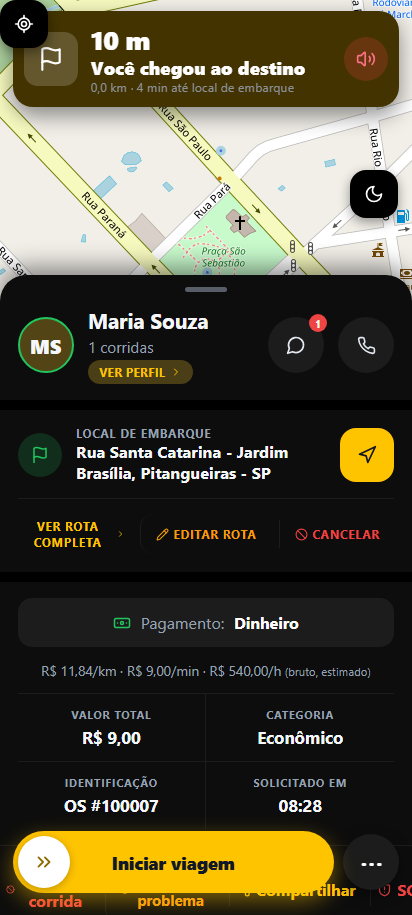 Rodovia
March
10 m
Você chegou ao destino
0,0 km · 4 min até local de embarque
Rua São Paulo
Rua Pará
Rua Rio
Rua Paraná
Praça São
Sebastião
MS
Maria Souza
1 corridas
VER PERFIL
1
LOCAL DE EMBARQUE
Rua Santa Catarina - Jardim
Brasília, Pitangueiras - SP
VER ROTA
COMPLETA
EDITAR ROTA
CANCELAR
Pagamento: Dinheiro
R$ 11,84/km · R$ 9,00/min · R$ 540,00/h (bruto, estimado)
VALOR TOTAL
R$ 9,00
CATEGORIA
Econômico
IDENTIFICAÇÃO
OS #100007
SOLICITADO EM
08:28
Iniciar viagem
corrida
problema
Compartilhar